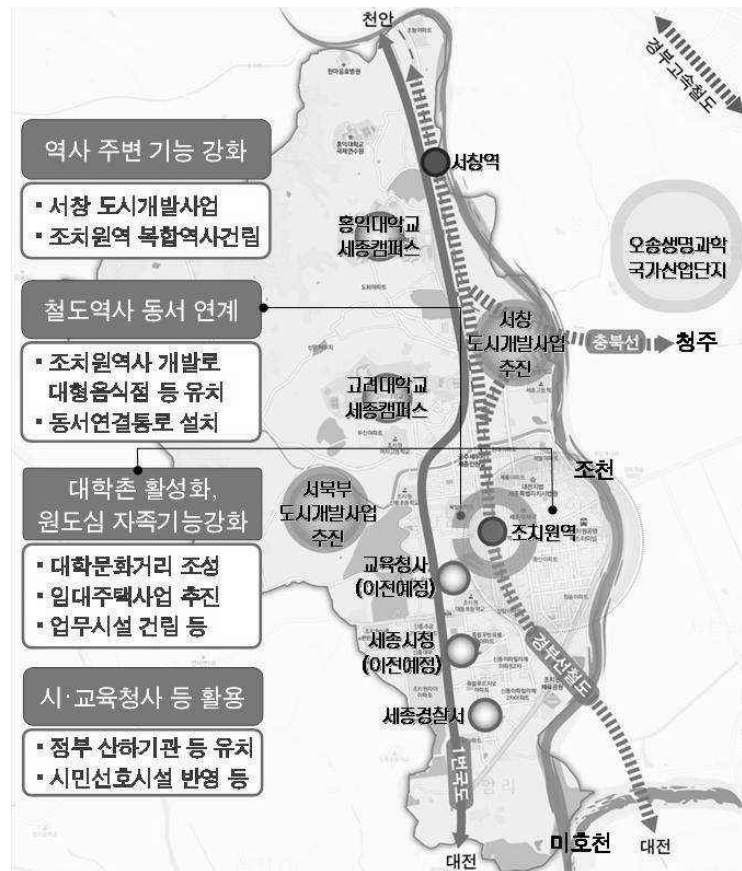 천안
경부고속철도
역사 주변 기능 강화
▪ 서창 도시개발사업
▪ 조치원역 복합역사건립
서창역
홍익대학교
국제연수원
홍익대학교
세종캠퍼스
오송생명과학
국가산업단지
철도역사 동서 연계
▪ 조치원역사 개발로
대형음식점 등 유치
▪ 동서연결통로 설치
서창
도시개발사업
추진
충북선
청주
고려대학교
세종캠퍼스
조천
대학촌 활성화,
원도심 자족기능강화
▪ 대학문화거리 조성
▪ 임대주택사업 추진
▪ 업무시설 건립 등
서북부
도시개발사업
추진
조치원역
교육청사
(이전예정)
세종시청
(이전예정)
경부선철도
세종경찰서
시·교육청사 등 활용
▪ 정부 산하기관 등 유치
▪ 시민선호시설 반영 등
1번국도
미호천
대전
대전